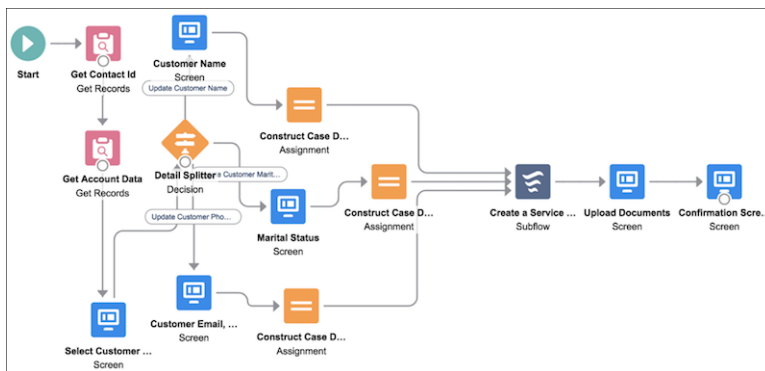 Start
Get Contact Id
Get Records
Customer Name
Screen
Update Customer Name
Construct Case D...
Assignment
Get Account Data
Get Records
Detail Splitter
Decision
e Customer Marit...
Update Customer Pho...
Marital Status
Screen
Construct Case D...
Assignment
Create a Service ...
Subflow
Upload Documents
Screen
Confirmation Scre...
Screen
Select Customer ...
Screen
Customer Email, ...
Screen
Construct Case D...
Assignment